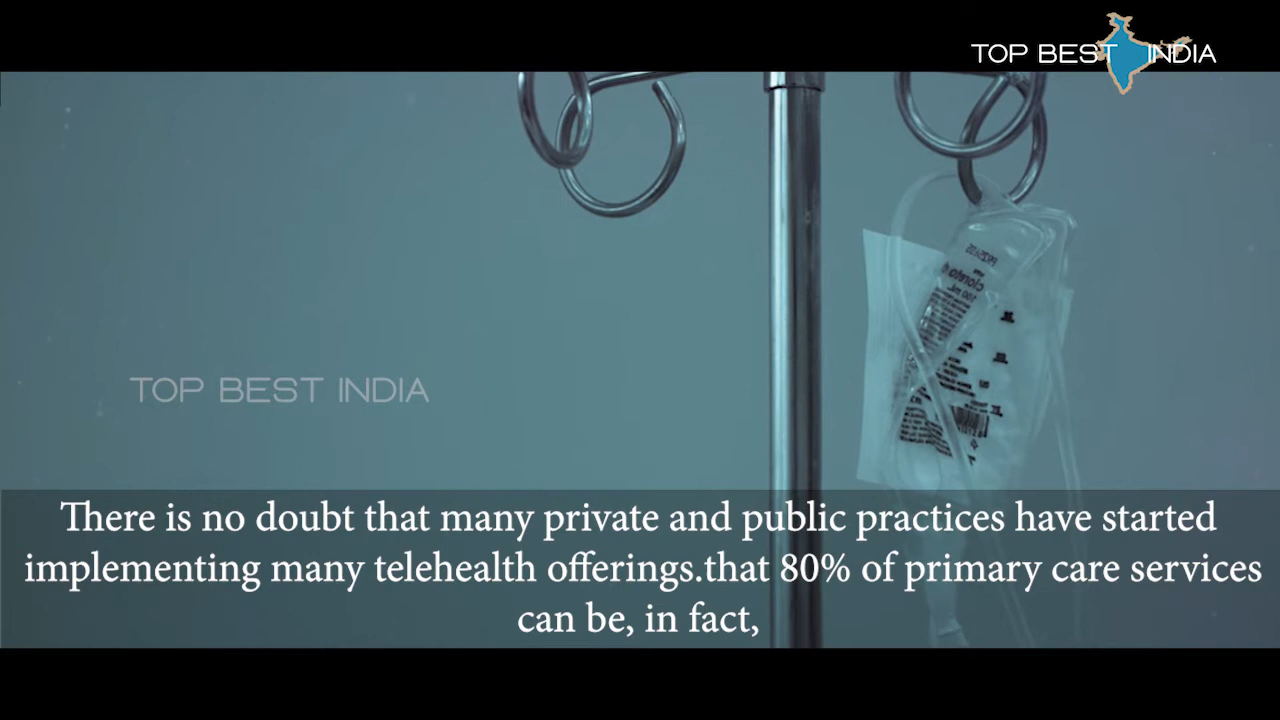 TOP BEST INDIA
TOP BEST INDIA
There is no doubt that many private and public practices have started
implementing many telehealth offerings.that 80% of primary care services
can be, in fact,